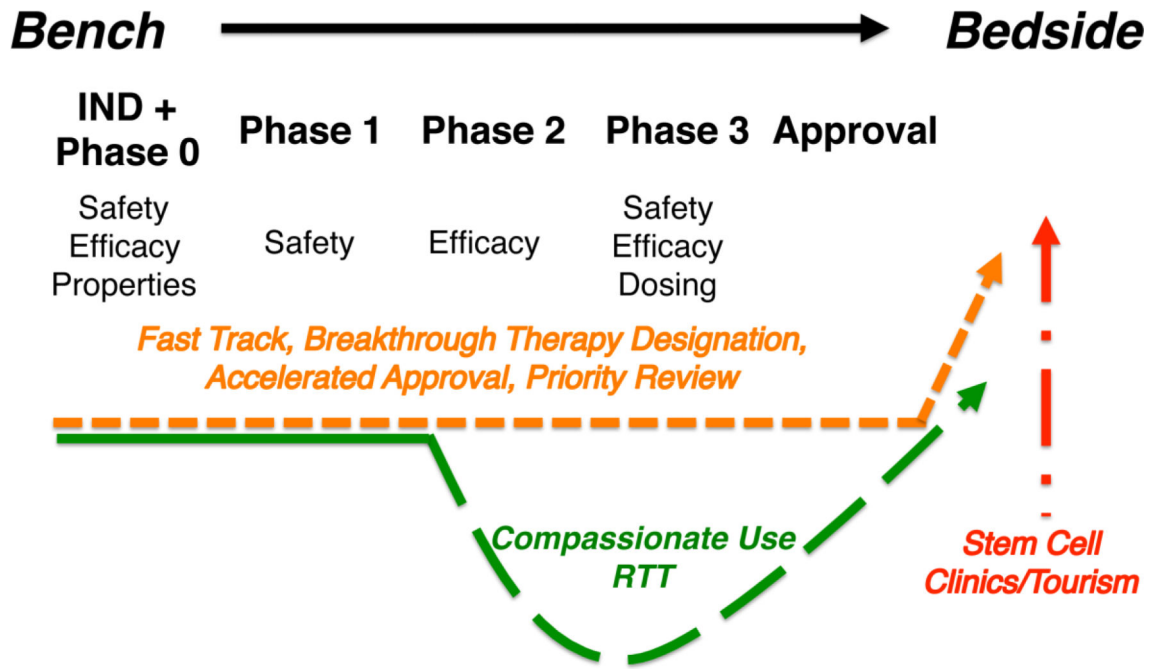 Bench
Bedside
IND +
Phase 0
Phase 1
Phase 2
Phase 3
Approval
Safety
Efficacy
Properties
Safety
Efficacy
Safety
Efficacy
Dosing
Fast Track, Breakthrough Therapy Designation,
Accelerated Approval, Priority Review
Compassionate Use
RTT
Stem Cell
Clinics/Tourism